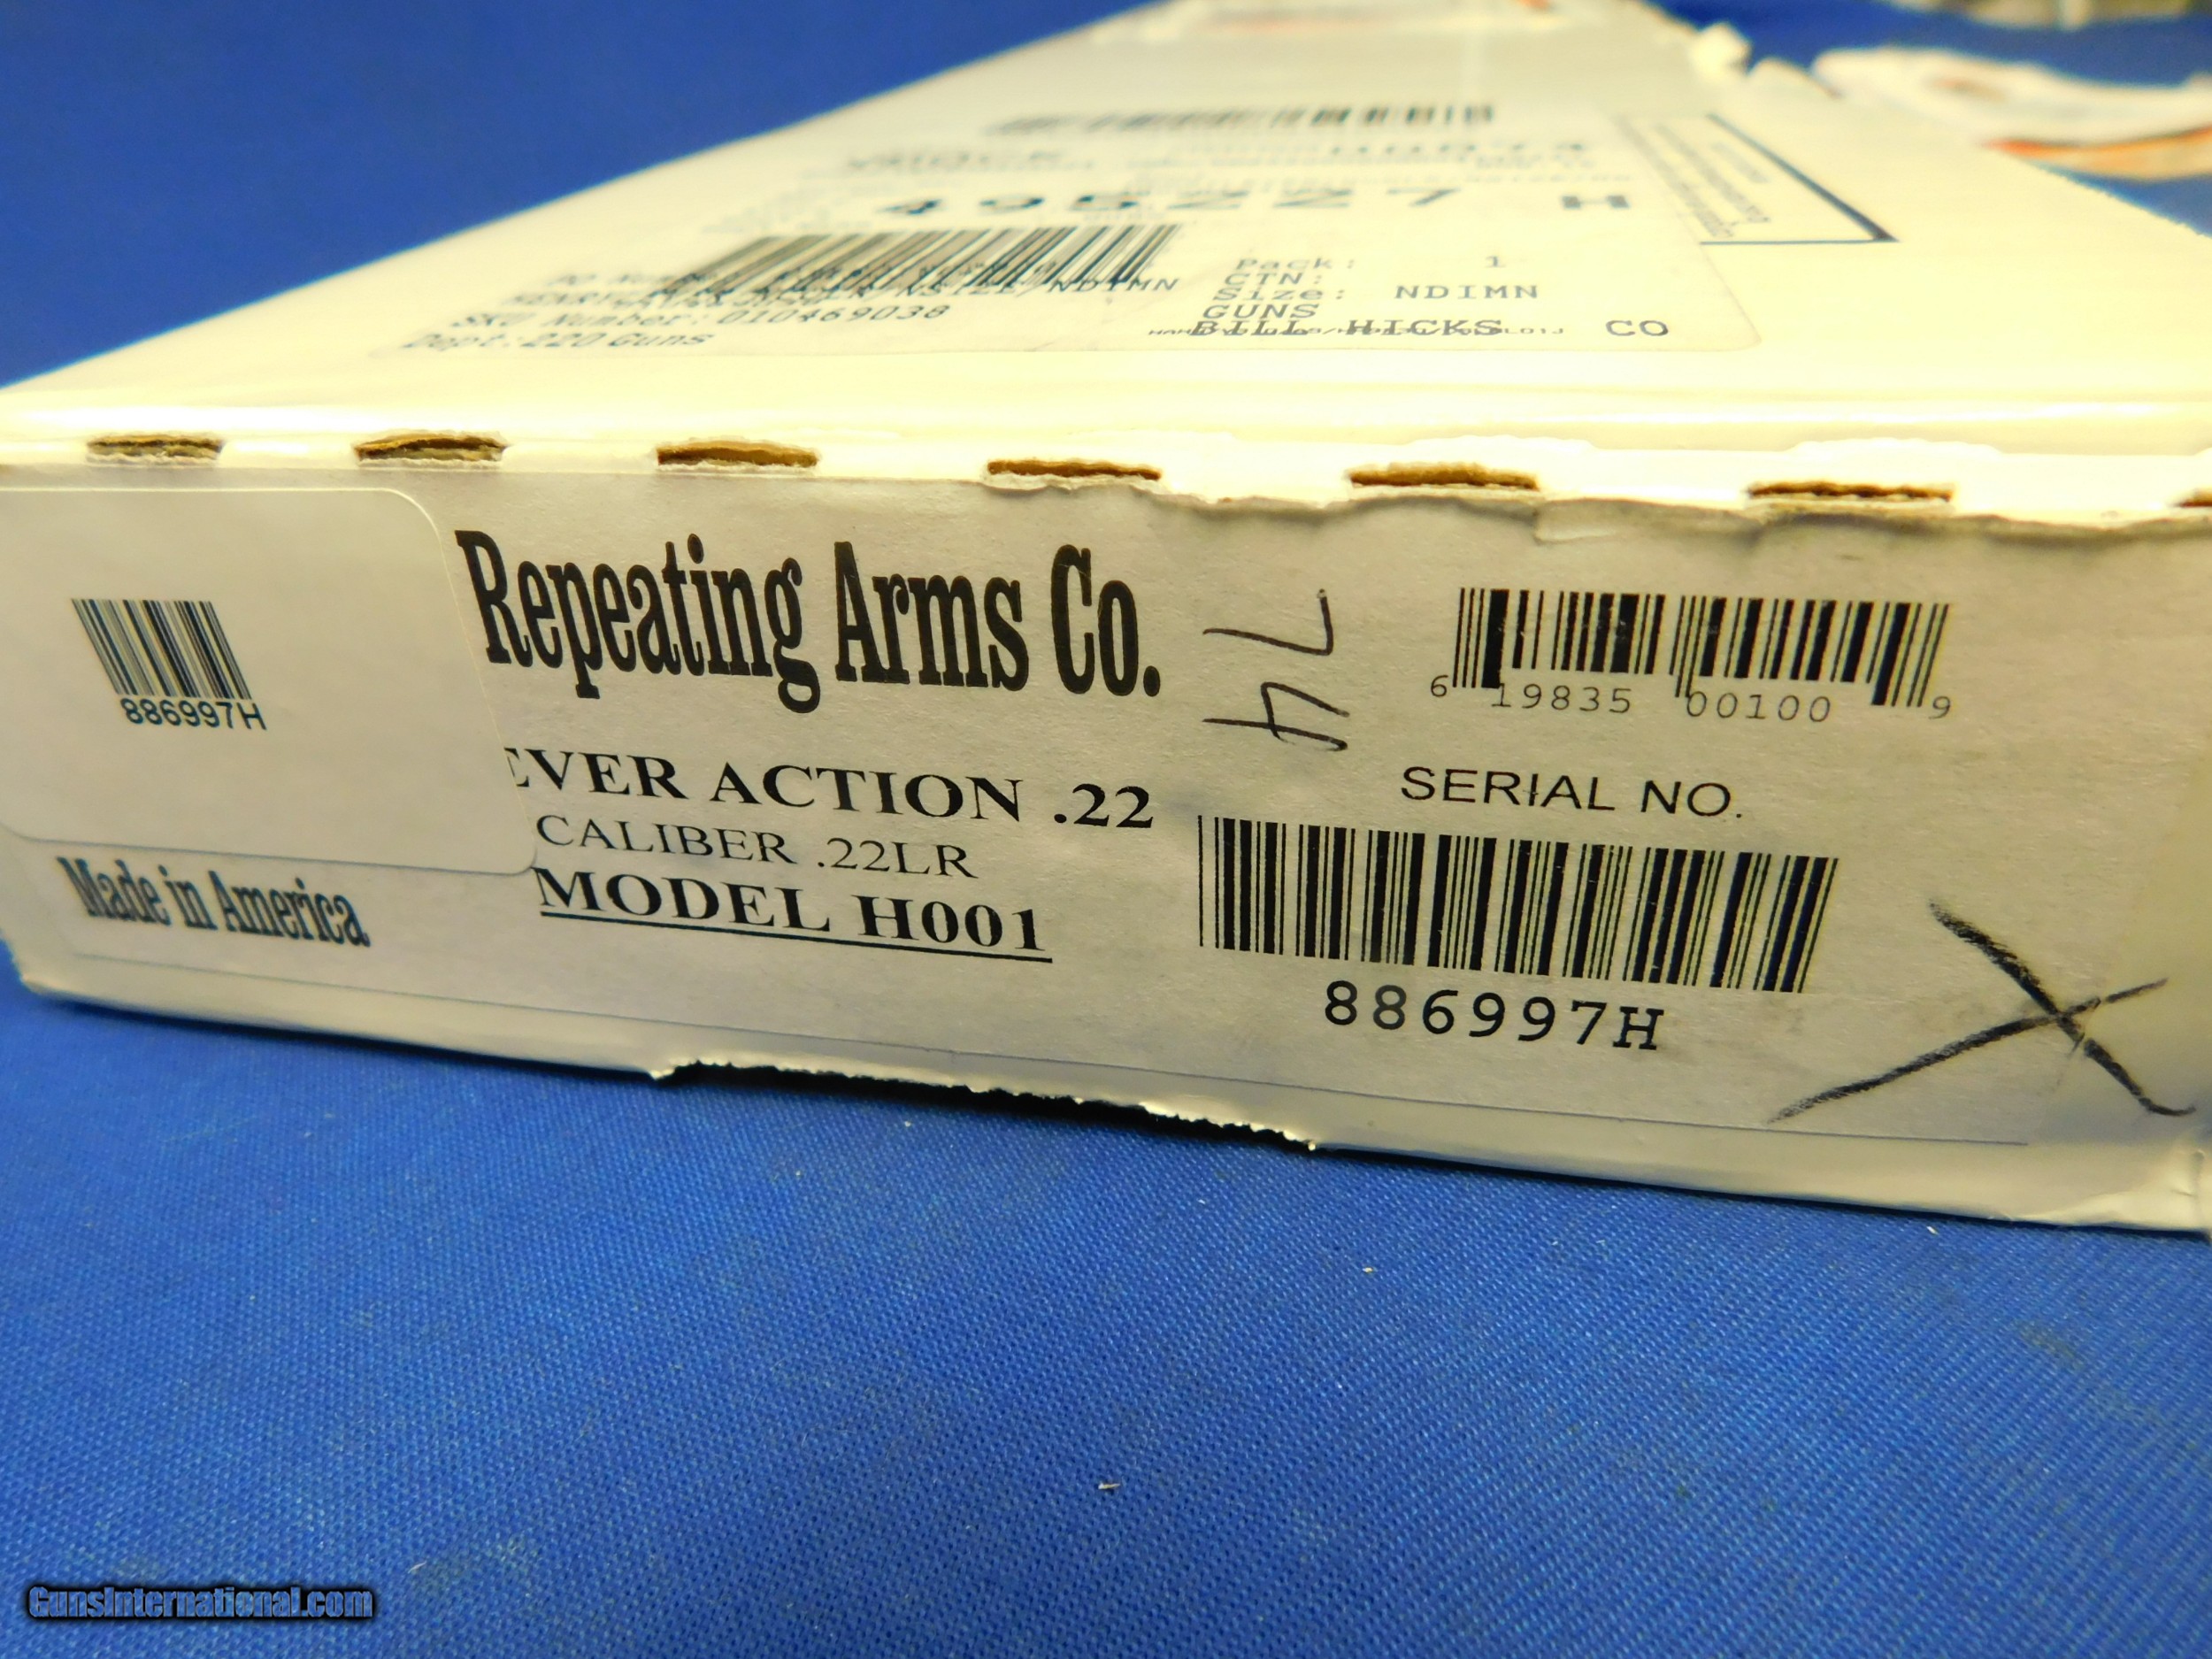 495227 H
Pack: 1
CTN:
Size: NDIMN
GUNS
BILL HICKS CO
SKU Number: 010469038
Dept: 220 Guns
Repeating Arms Co.
EVER ACTION .22
CALIBER .22LR
MODEL H001
886997H
Made in America
74
6 19835 00100 9
SERIAL NO.
886997H
X
GunsInternational.com